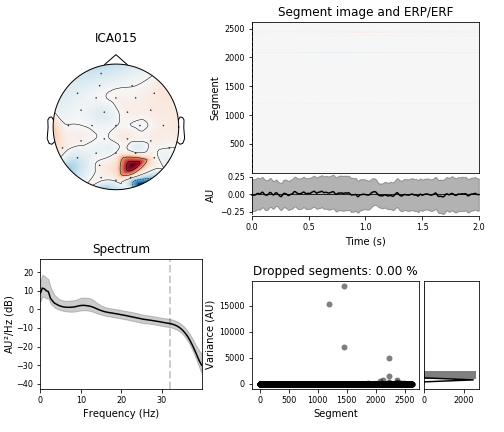 ICA015
Segment image and ERP/ERF
2500
2000
1500
1000
500
Segment
0.25
0.00
−0.25
AU
0.0 0.5 1.0 1.5 2.0
Time (s)
Spectrum
20
10
0
−10
−20
−30
−40
AU²/Hz (dB)
0 10 20 30
Frequency (Hz)
Dropped segments: 0.00 %
15000
10000
5000
0
Variance (AU)
0 500 1000 1500 2000 2500
Segment
0 2000